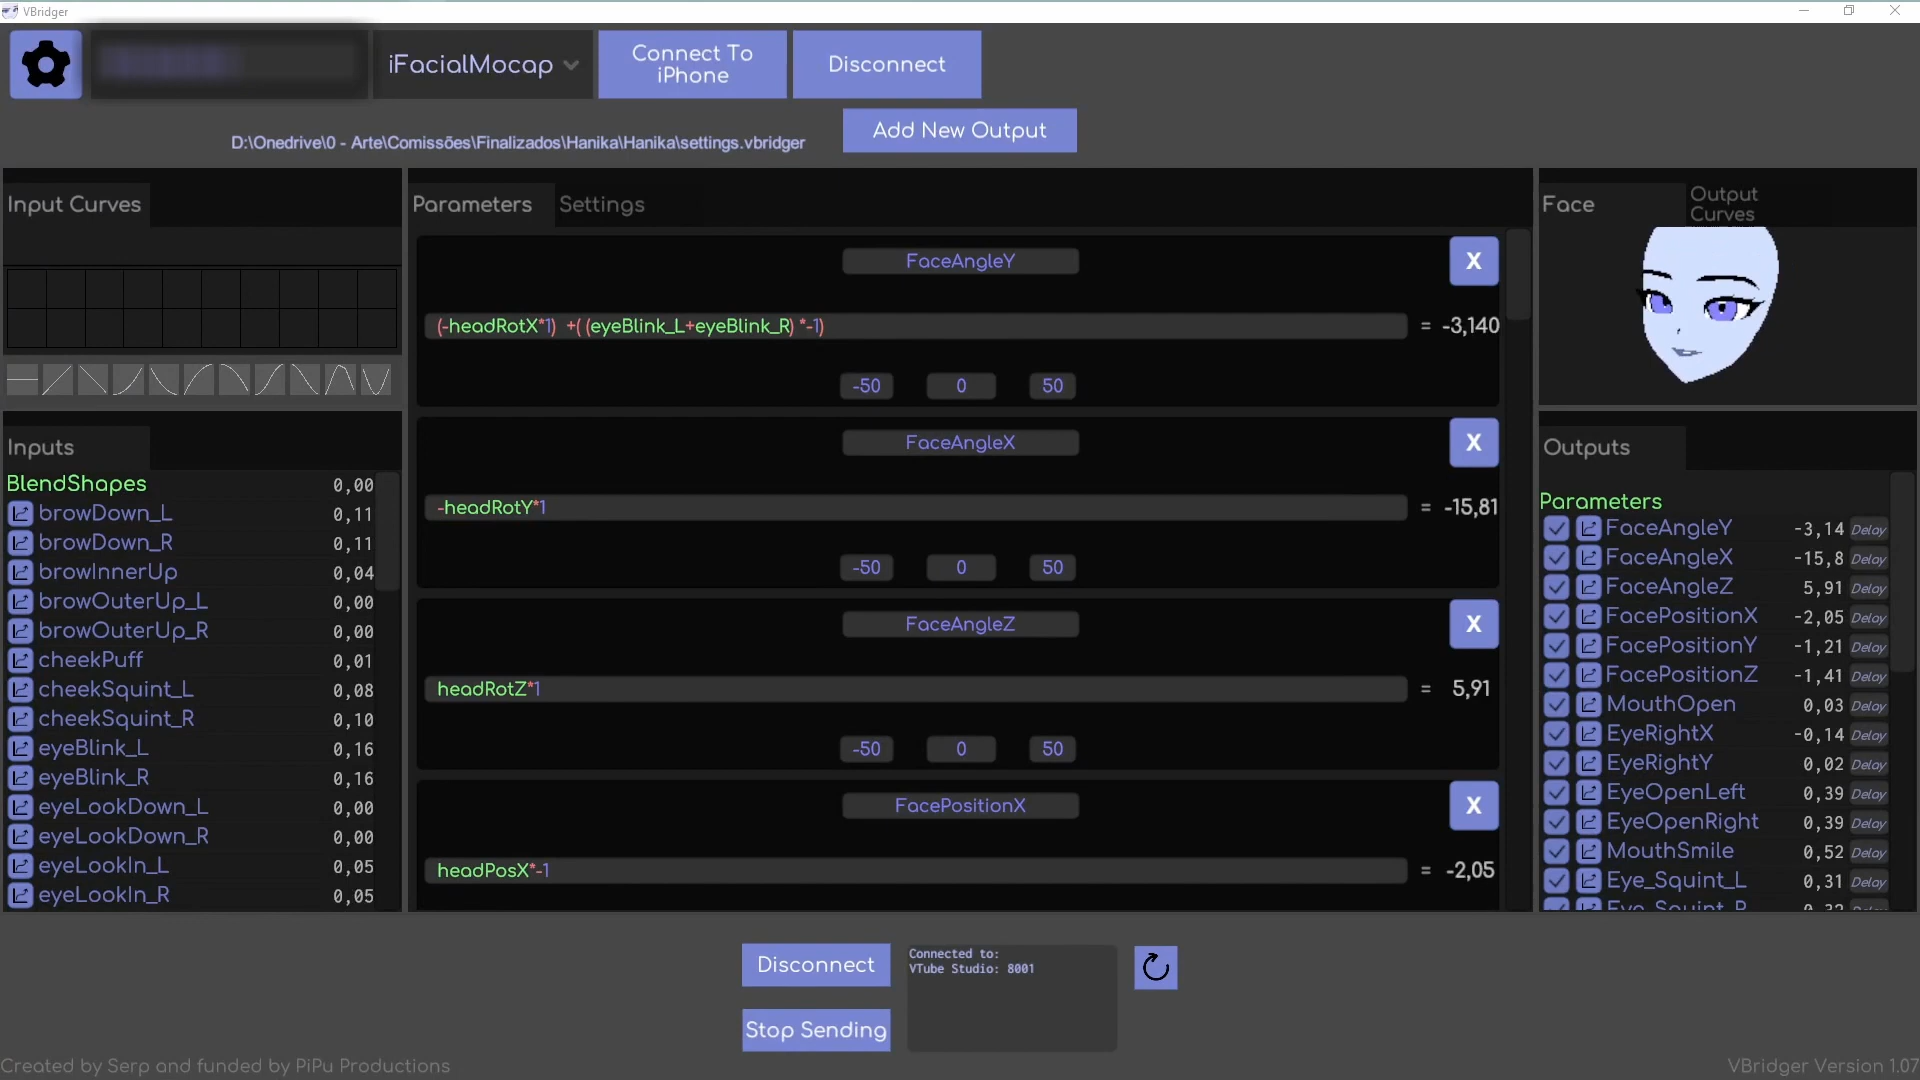 VBridger
iFacialMocap
Connect To
iPhone
Disconnect
Add New Output
D:\Onedrive\0 - Arte\Comissões\Finalizados\Hanika\Hanika\settings.vbridger
Input Curves
Parameters
Settings
Face
Output
Curves
FaceAngleY
X
(-headRotX*1) +( (eyeBlink_L+eyeBlink_R) *-1)
= -3,140
-50 0 50
FaceAngleX
X
-headRotY*1
= -15,81
-50 0 50
FaceAngleZ
X
headRotZ*1
= 5,91
-50 0 50
FacePositionX
X
headPosX*-1
= -2,05
Inputs
BlendShapes 0,00
browDown_L 0,11
browDown_R 0,11
browInnerUp 0,04
browOuterUp_L 0,00
browOuterUp_R 0,00
cheekPuff 0,01
cheekSquint_L 0,08
cheekSquint_R 0,10
eyeBlink_L 0,16
eyeBlink_R 0,16
eyeLookDown_L 0,00
eyeLookDown_R 0,00
eyeLookIn_L 0,05
eyeLookIn_R 0,05
Outputs
Parameters
FaceAngleY -3,14 Delay
FaceAngleX -15,8 Delay
FaceAngleZ 5,91 Delay
FacePositionX -2,05 Delay
FacePositionY -1,21 Delay
FacePositionZ -1,41 Delay
MouthOpen 0,03 Delay
EyeRightX -0,14 Delay
EyeRightY 0,02 Delay
EyeOpenLeft 0,39 Delay
EyeOpenRight 0,39 Delay
MouthSmile 0,52 Delay
Eye_Squint_L 0,31 Delay
Eye_Squint_R
Disconnect
Connected to:
VTube Studio: 8001
Stop Sending
Created by Serp and funded by PiPu Productions
VBridger Version 1.07